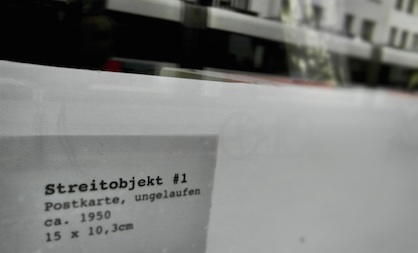 Streitobjekt #1
Postkarte, ungelaufen
ca. 1950
15 x 10,3cm